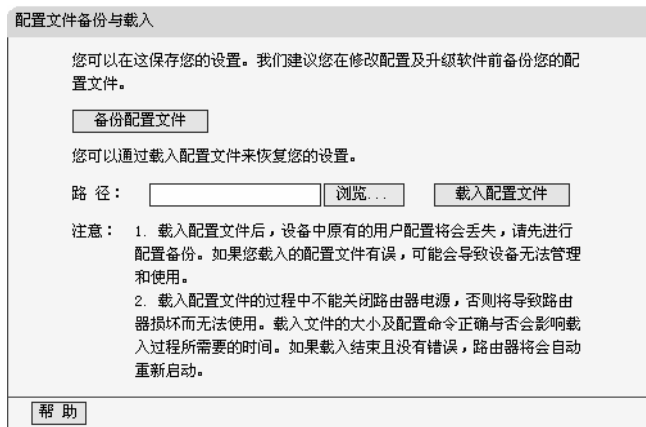 配置文件备份与载入
您可以在这保存您的设置。我们建议您在修改配置及升级软件前备份您的配
置文件。
备份配置文件
您可以通过载入配置文件来恢复您的设置。
路 径： 浏览... 载入配置文件
注意： 1. 载入配置文件后，设备中原有的用户配置将会丢失，请先进行
配置备份。如果您载入的配置文件有误，可能会导致设备无法管理
和使用。
2. 载入配置文件的过程中不能关闭路由器电源，否则将导致路由
器损坏而无法使用。载入文件的大小及配置命令正确与否会影响载
入过程所需要的时间。如果载入结束且没有错误，路由器将会自动
重新启动。
帮 助